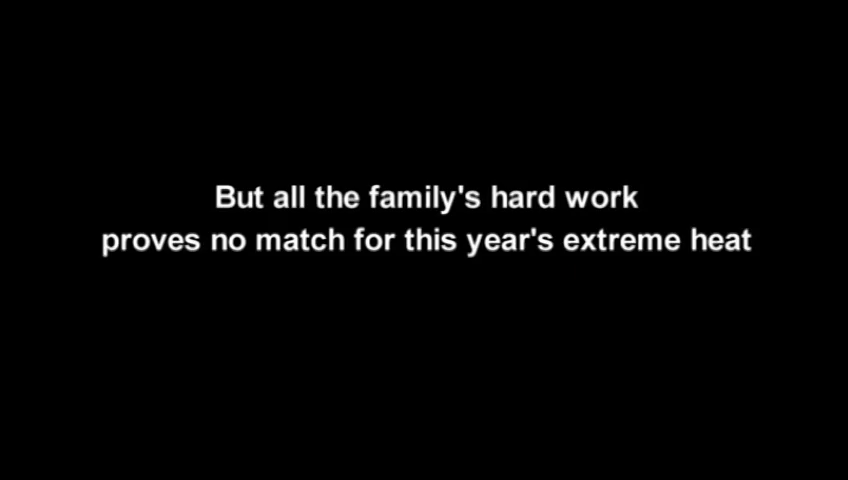 But all the family's hard work
proves no match for this year's extreme heat